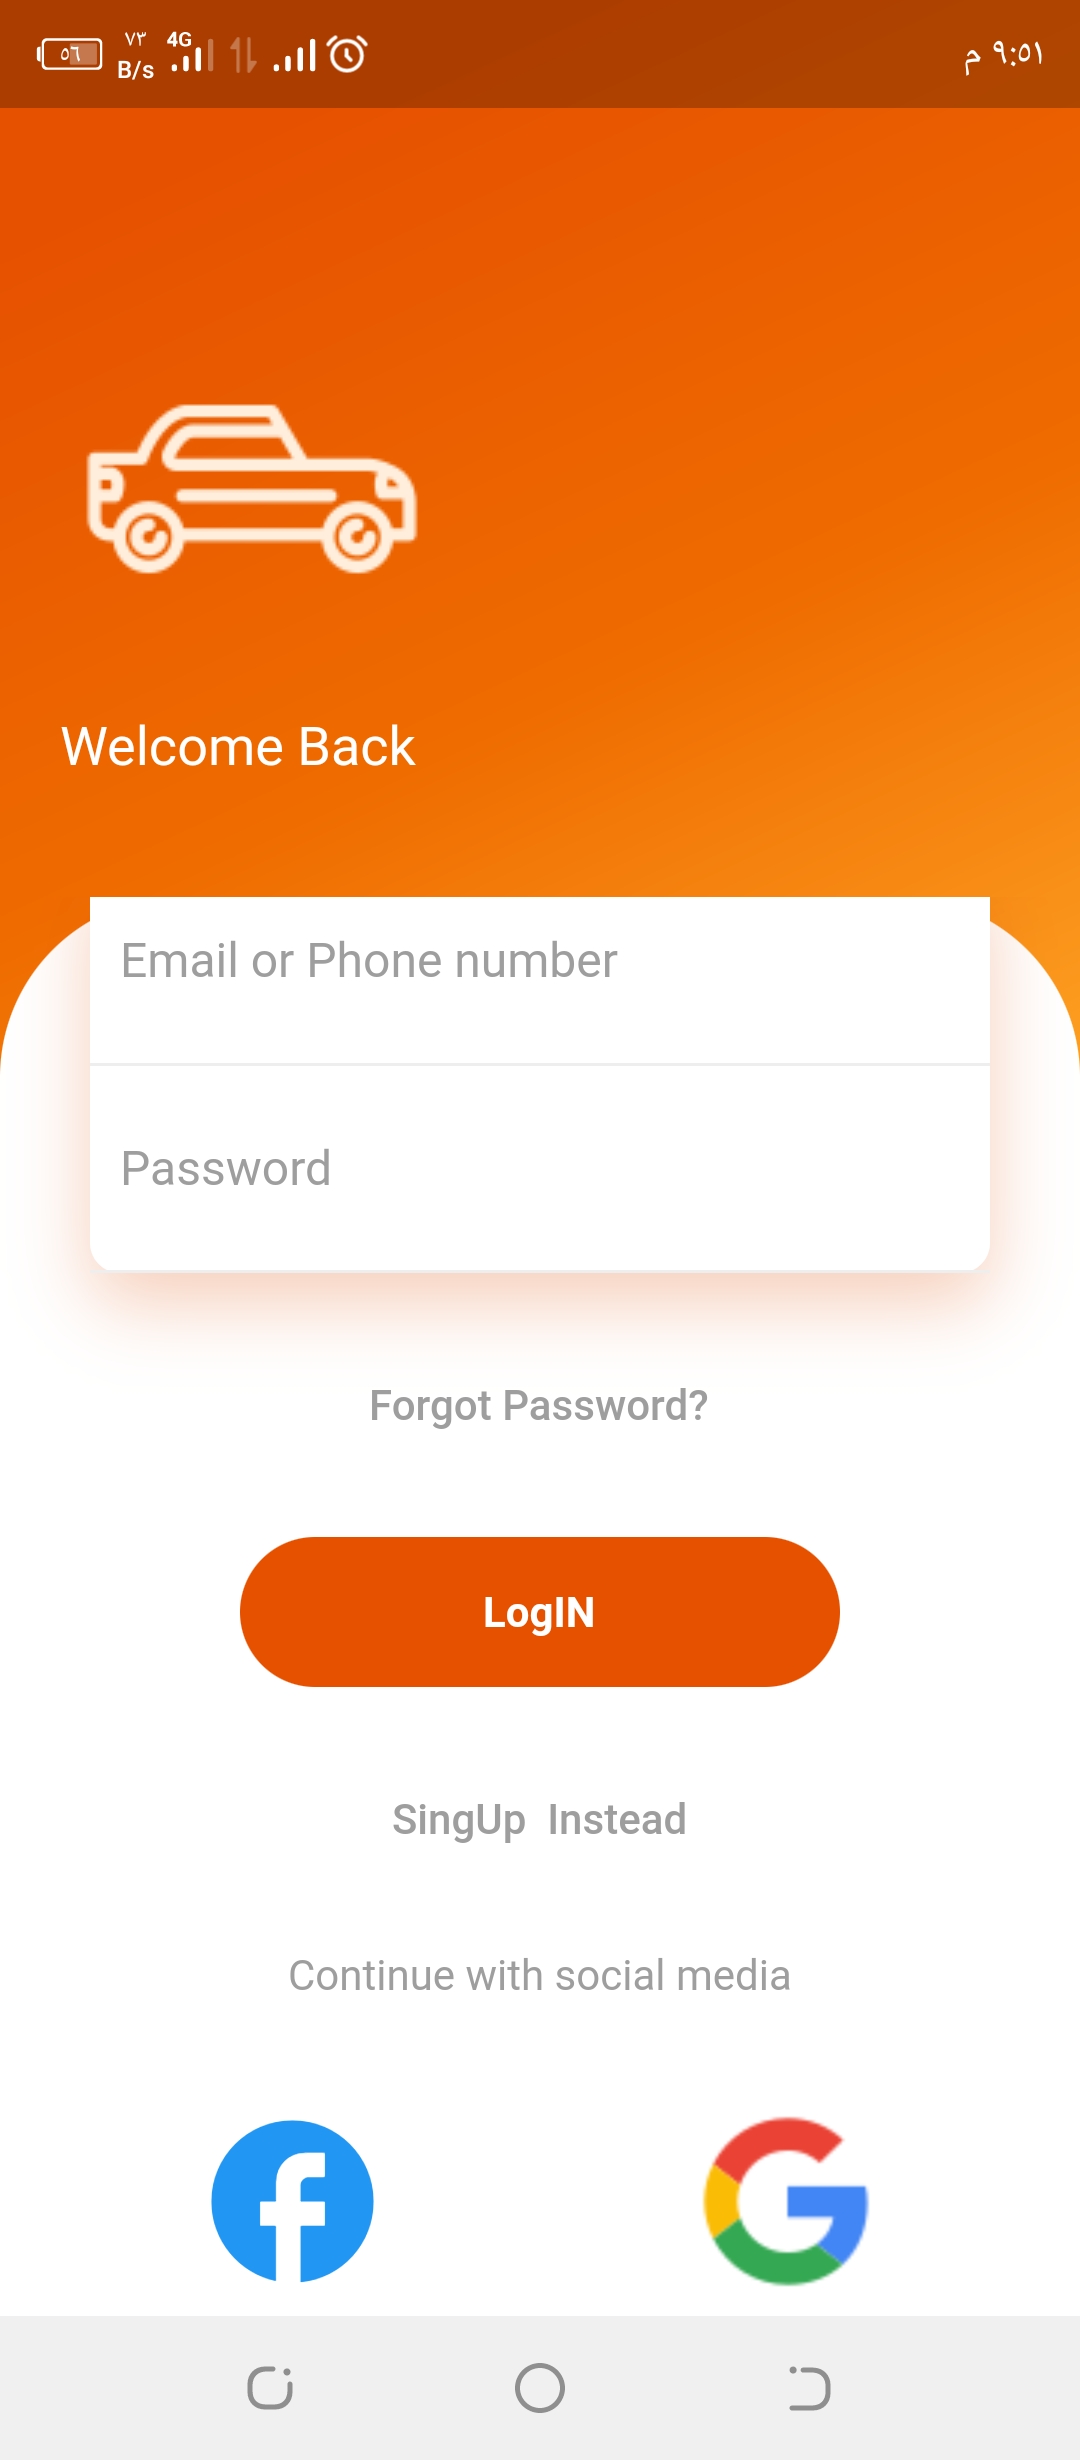 ٥٦ ٧٣ B/s 4G ٩:٥١ م
Welcome Back
Email or Phone number
Password
Forgot Password?
LogIN
SingUp  Instead
Continue with social media